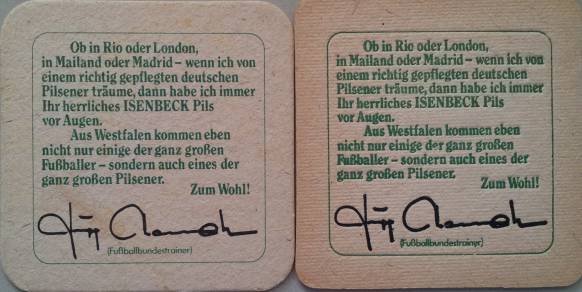 Ob in Rio oder London,
in Mailand oder Madrid – wenn ich von
einem richtig gepflegten deutschen
Pilsener träume, dann habe ich immer
Ihr herrliches ISENBECK Pils
vor Augen.
Aus Westfalen kommen eben
nicht nur einige der ganz großen
Fußballer – sondern auch eines der
ganz großen Pilsener.
Zum Wohl!
(Fußballbundestrainer)
Ob in Rio oder London,
in Mailand oder Madrid – wenn ich von
einem richtig gepflegten deutschen
Pilsener träume, dann habe ich immer
Ihr herrliches ISENBECK Pils
vor Augen.
Aus Westfalen kommen eben
nicht nur einige der ganz großen
Fußballer – sondern auch eines der
ganz großen Pilsener.
Zum Wohl!
(Fußballbundestrainer)